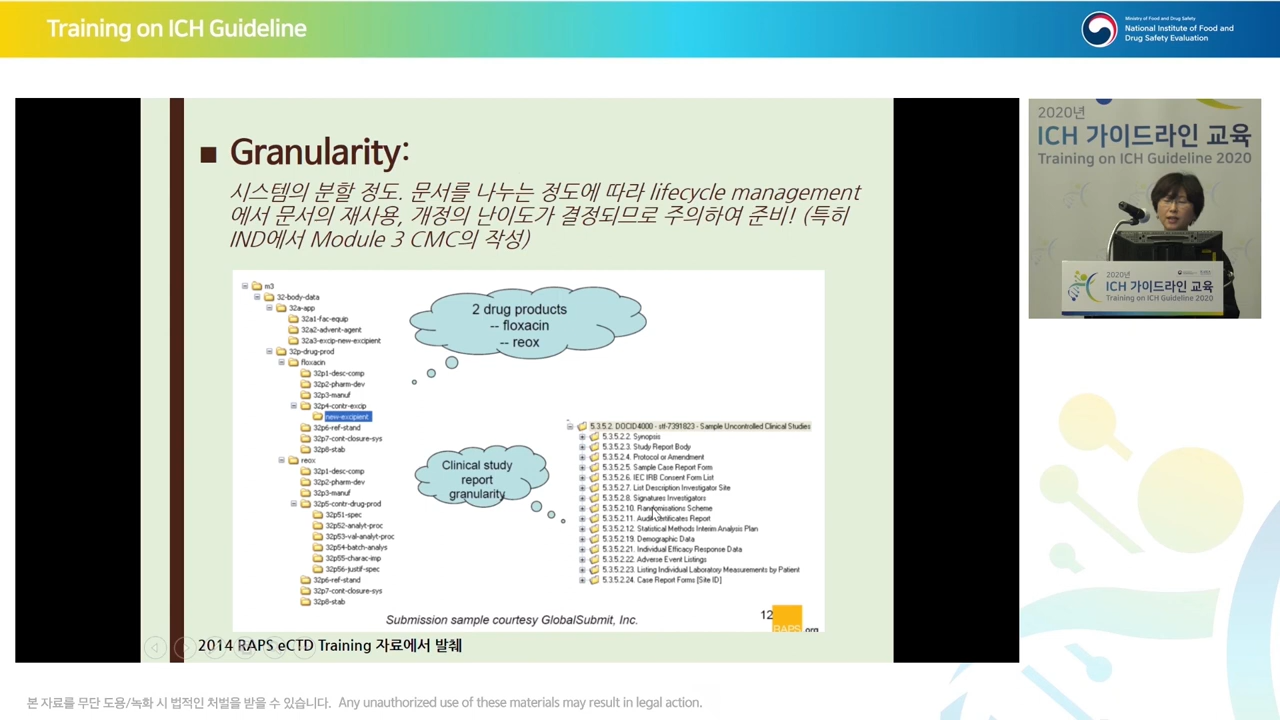 Training on ICH Guideline
Ministry of Food and Drug Safety
National Institute of Food and
Drug Safety Evaluation
■ Granularity:
시스템의 분할 정도. 문서를 나누는 정도에 따라 lifecycle management
에서 문서의 재사용, 개정의 난이도가 결정되므로 주의하여 준비! (특히
IND에서 Module 3 CMC의 작성)
m3
32-body-data
32a-app
32a1-fac-equip
32a2-advent-agent
32a3-excip-new-excipient
32p-drug-prod
floxacin
32p1-desc-comp
32p2-pharm-dev
32p3-manuf
32p4-contr-excip
new-excipient
32p6-ref-stand
32p7-cont-closure-sys
32p8-stab
reox
32p1-desc-comp
32p2-pharm-dev
32p3-manuf
32p5-contr-drug-prod
32p51-spec
32p52-analyt-proc
32p53-val-analyt-proc
32p54-batch-analys
32p55-charac-imp
32p56-justif-spec
32p6-ref-stand
32p7-cont-closure-sys
32p8-stab
2 drug products
-- floxacin
-- reox
Clinical study
report
granularity
5.3.5.2. DOCID4000 - stf-7391823 - Sample Uncontrolled Clinical Studies
5.3.5.2.2. Synopsis
5.3.5.2.3. Study Report Body
5.3.5.2.4. Protocol or Amendment
5.3.5.2.5. Sample Case Report Form
5.3.5.2.6. IEC IRB Consent Form List
5.3.5.2.7. List Description Investigator Site
5.3.5.2.8. Signatures Investigators
5.3.5.2.10. Randomisations Scheme
5.3.5.2.11. Audit Certificates Report
5.3.5.2.12. Statistical Methods Interim Analysis Plan
5.3.5.2.19. Demographic Data
5.3.5.2.21. Individual Efficacy Response Data
5.3.5.2.22. Adverse Event Listings
5.3.5.2.23. Listing Individual Laboratory Measurements by Patient
5.3.5.2.24. Case Report Forms [Site ID]
Submission sample courtesy GlobalSubmit, Inc.
12
RAPS.org
2014 RAPS eCTD Training 자료에서 발췌
2020년
ICH 가이드라인 교육
Training on ICH Guideline 2020
2020년
ICH 가이드라인 교육
Training on ICH Guideline 2020
본 자료를 무단 도용/녹화 시 법적인 처벌을 받을 수 있습니다. Any unauthorized use of these materials may result in legal action.